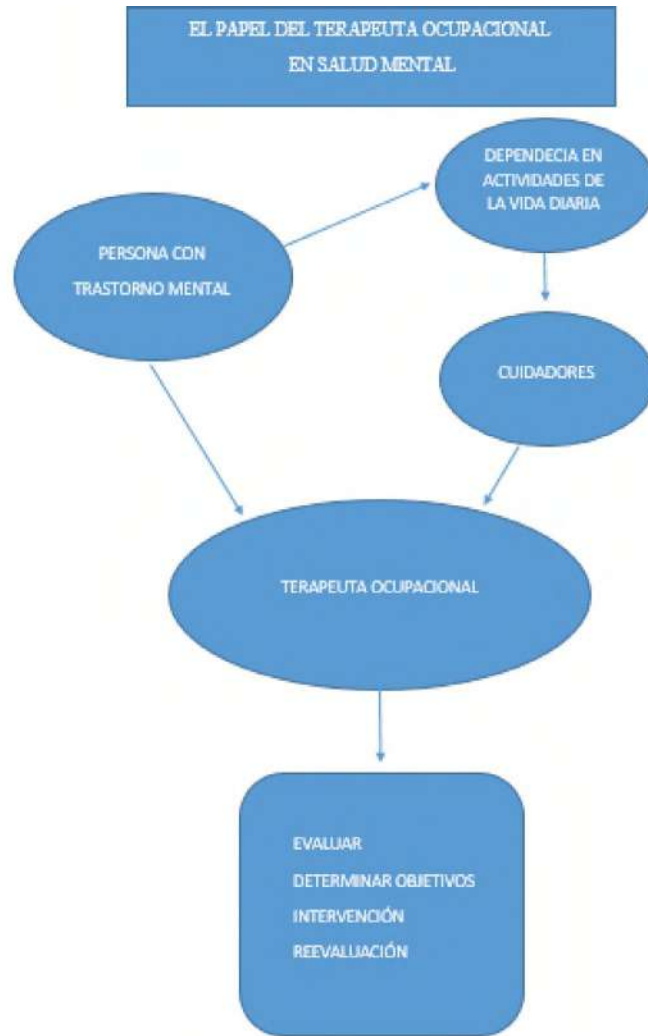 EL PAPEL DEL TERAPEUTA OCUPACIONAL
EN SALUD MENTAL
DEPENDECIA EN
ACTIVIDADES DE
LA VIDA DIARIA
PERSONA CON
TRASTORNO MENTAL
CUIDADORES
TERAPEUTA OCUPACIONAL
EVALUAR
DETERMINAR OBJETIVOS
INTERVENCIÓN
REEVALUACIÓN